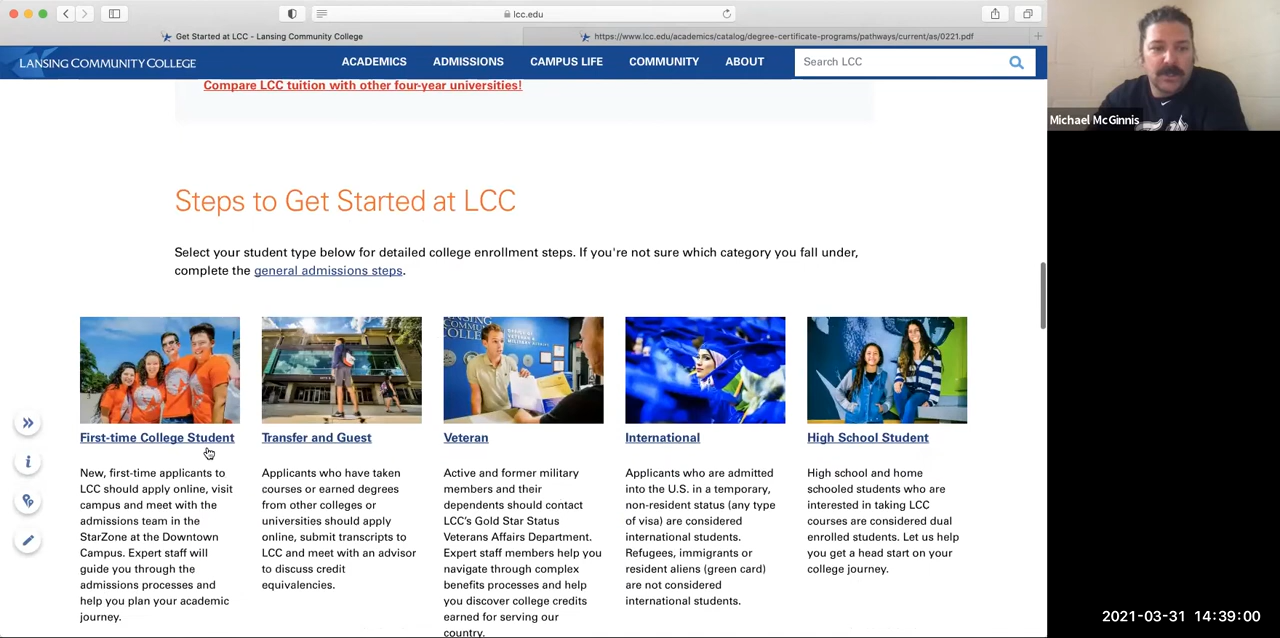 lcc.edu
Get Started at LCC - Lansing Community College
https://www.lcc.edu/academics/catalog/degree-certificate-programs/pathways/current/as/0221.pdf
LANSING COMMUNITY COLLEGE
ACADEMICS
ADMISSIONS
CAMPUS LIFE
COMMUNITY
ABOUT
Search LCC
Michael McGinnis
Compare LCC tuition with other four-year universities!
Steps to Get Started at LCC
Select your student type below for detailed college enrollment steps. If you're not sure which category you fall under,
complete the general admissions steps.
First-time College Student
New, first-time applicants to
LCC should apply online, visit
campus and meet with the
admissions team in the
StarZone at the Downtown
Campus. Expert staff will
guide you through the
admissions processes and
help you plan your academic
journey.
Transfer and Guest
Applicants who have taken
courses or earned degrees
from other colleges or
universities should apply
online, submit transcripts to
LCC and meet with an advisor
to discuss credit
equivalencies.
Veteran
Active and former military
members and their
dependents should contact
LCC's Gold Star Status
Veterans Affairs Department.
Expert staff members help you
navigate through complex
benefits processes and help
you discover college credits
earned for serving our
country.
International
Applicants who are admitted
into the U.S. in a temporary,
non-resident status (any type
of visa) are considered
international students.
Refugees, immigrants or
resident aliens (green card)
are not considered
international students.
High School Student
High school and home
schooled students who are
interested in taking LCC
courses are considered dual
enrolled students. Let us help
you get a head start on your
college journey.
2021-03-31 14:39:00